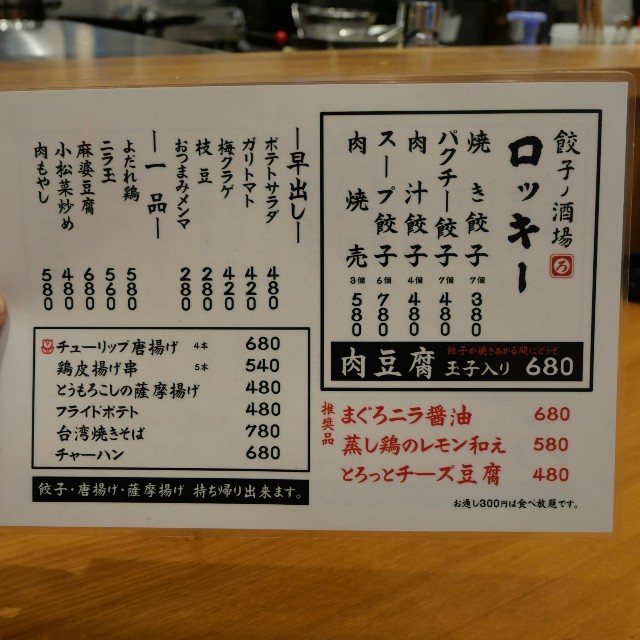 餃子ノ酒場
ろ
ロッキー
焼き餃子 7個 380
パクチー餃子 7個 480
肉汁餃子 4個 480
スープ餃子 6個 780
肉焼売 3個 580
肉豆腐 玉子入り 680
餃子が焼きあがる間にどうぞ
推奨品
まぐろニラ醤油 680
蒸し鶏のレモン和え 580
とろっとチーズ豆腐 480
お通し300円は食べ放題です。
早出し
ポテトサラダ 480
ガリトマト 420
梅クラゲ 420
枝豆 280
おつまみメンマ 280
一品
よだれ鶏 580
ニラ玉 560
麻婆豆腐 680
小松菜炒め 480
肉もやし 580
チューリップ唐揚げ 4本 680
鶏皮揚げ串 5本 540
とうもろこしの薩摩揚げ 480
フライドポテト 480
台湾焼きそば 780
チャーハン 680
餃子・唐揚げ・薩摩揚げ 持ち帰り出来ます。